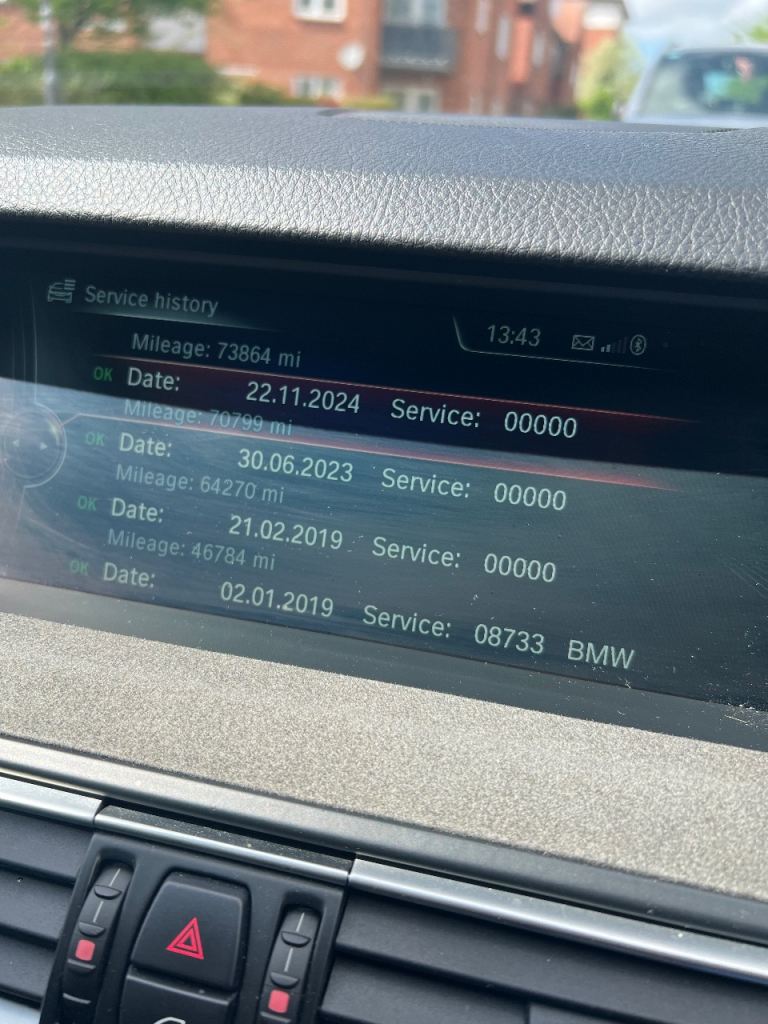 Service history
13:43
Mileage: 73864 mi
OK Date: 22.11.2024 Service: 00000
Mileage: 70799 mi
OK Date: 30.06.2023 Service: 00000
Mileage: 64270 mi
OK Date: 21.02.2019 Service: 00000
Mileage: 46784 mi
OK Date: 02.01.2019 Service: 08733 BMW